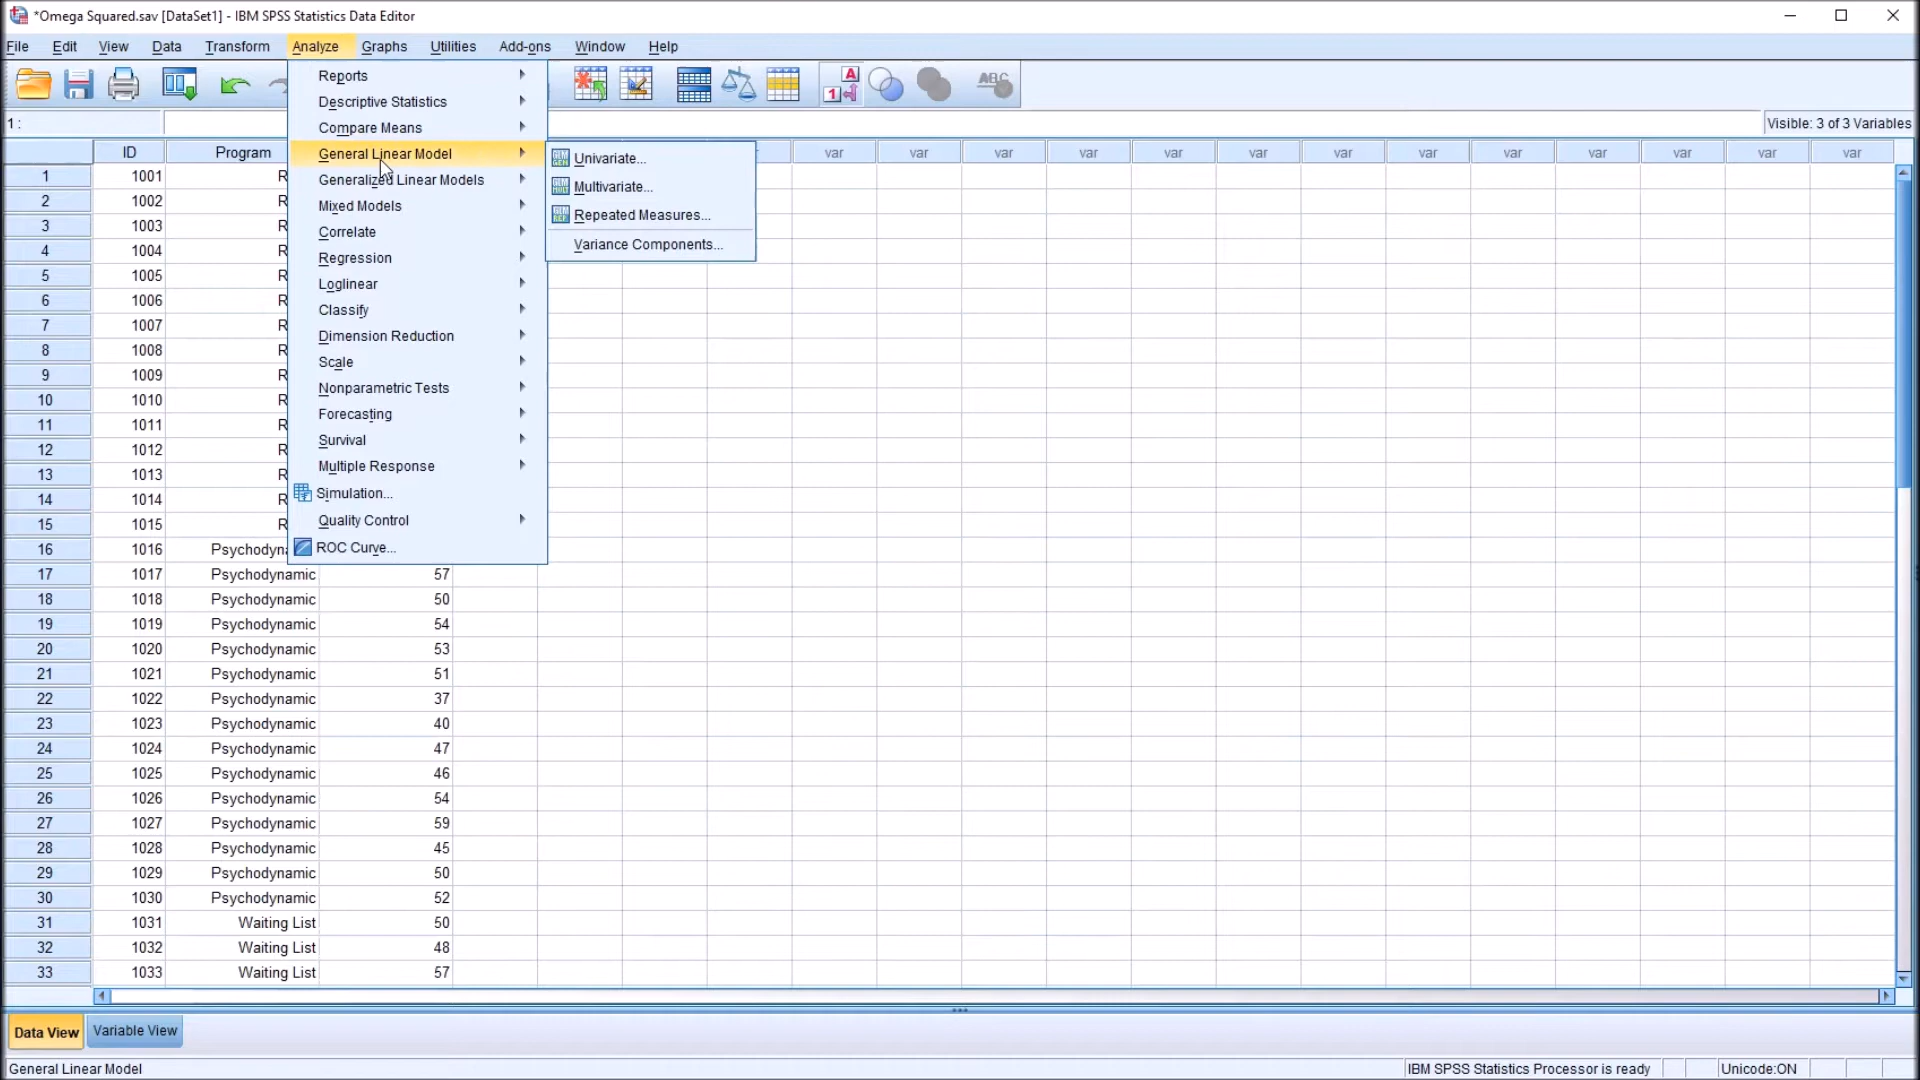 *Omega Squared.sav [DataSet1] - IBM SPSS Statistics Data Editor
File Edit View Data Transform Analyze Graphs Utilities Add-ons Window Help
A
1
ABC
1 :
Visible: 3 of 3 Variables
Reports
Descriptive Statistics
Compare Means
General Linear Model
Generalized Linear Models
Mixed Models
Correlate
Regression
Loglinear
Classify
Dimension Reduction
Scale
Nonparametric Tests
Forecasting
Survival
Multiple Response
Simulation...
Quality Control
ROC Curve...
Univariate...
Multivariate...
Repeated Measures...
Variance Components...
ID Program var var var var var var var var var var var var var
1 1001 R
2 1002 R
3 1003 R
4 1004 R
5 1005 R
6 1006 R
7 1007 R
8 1008 R
9 1009 R
10 1010 R
11 1011 R
12 1012 R
13 1013 R
14 1014 R
15 1015 R
16 1016 Psychodyna
17 1017 Psychodynamic 57
18 1018 Psychodynamic 50
19 1019 Psychodynamic 54
20 1020 Psychodynamic 53
21 1021 Psychodynamic 51
22 1022 Psychodynamic 37
23 1023 Psychodynamic 40
24 1024 Psychodynamic 47
25 1025 Psychodynamic 46
26 1026 Psychodynamic 54
27 1027 Psychodynamic 59
28 1028 Psychodynamic 45
29 1029 Psychodynamic 50
30 1030 Psychodynamic 52
31 1031 Waiting List 50
32 1032 Waiting List 48
33 1033 Waiting List 57
Data View Variable View
General Linear Model IBM SPSS Statistics Processor is ready Unicode:ON